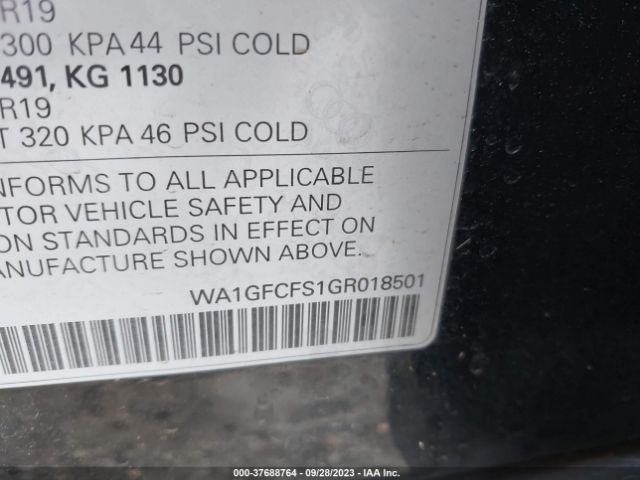 R19
300 KPA 44 PSI COLD
491, KG 1130
R19
T 320 KPA 46 PSI COLD
NFORMS TO ALL APPLICABLE
TOR VEHICLE SAFETY AND
ON STANDARDS IN EFFECT ON
ANUFACTURE SHOWN ABOVE.
WA1GFCFS1GR018501
000-37688764 - 09/28/2023 - IAA Inc.